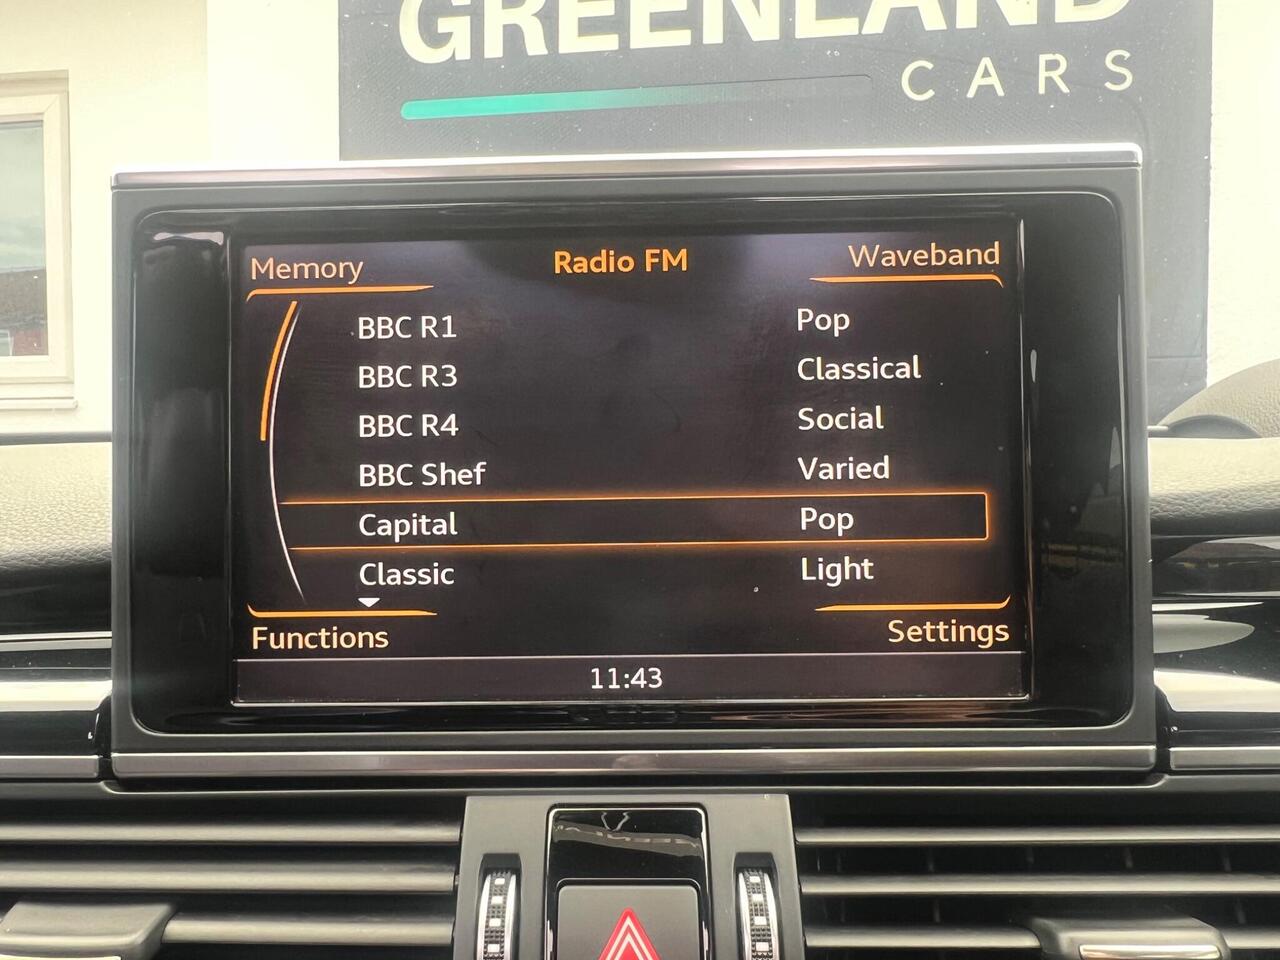 GREENLAND
CARS
Memory Radio FM Waveband
BBC R1 Pop
BBC R3 Classical
BBC R4 Social
BBC Shef Varied
Capital Pop
Classic Light
Functions Settings
11:43